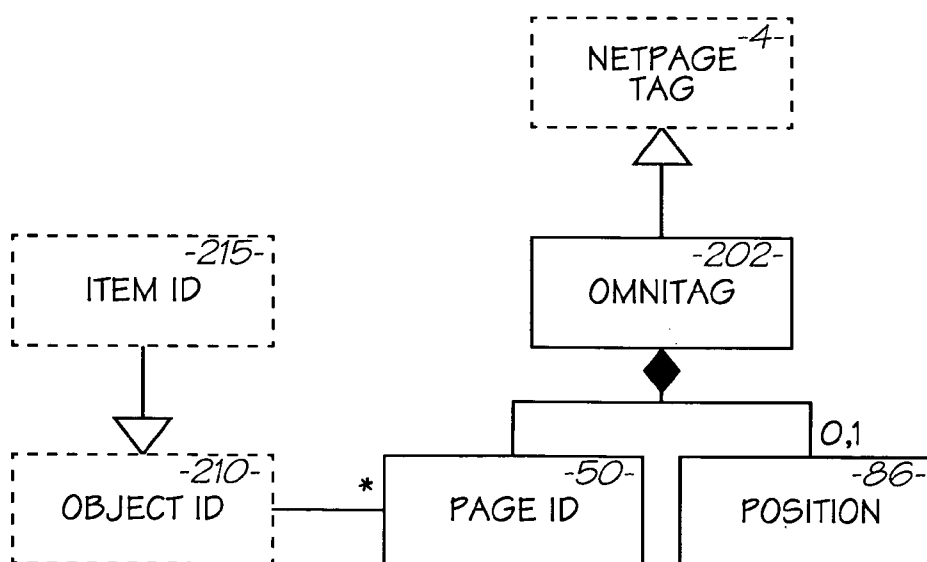 -4-
NETPAGE
TAG
-215-
ITEM ID
-202-
OMNITAG
0,1
-210-
OBJECT ID
*
-50-
PAGE ID
-86-
POSITION